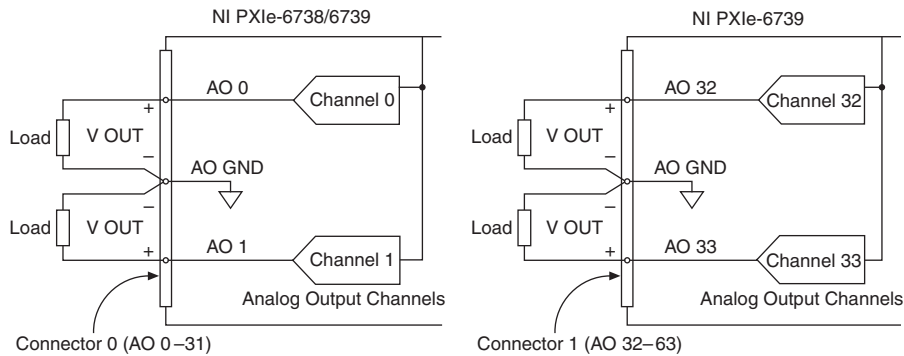 NI PXIe-6738/6739
AO 0
Channel 0
+
Load
V OUT
–
AO GND
–
Load
V OUT
+
AO 1
Channel 1
Analog Output Channels
Connector 0 (AO 0–31)
NI PXIe-6739
AO 32
Channel 32
+
Load
V OUT
–
AO GND
–
Load
V OUT
+
AO 33
Channel 33
Analog Output Channels
Connector 1 (AO 32–63)